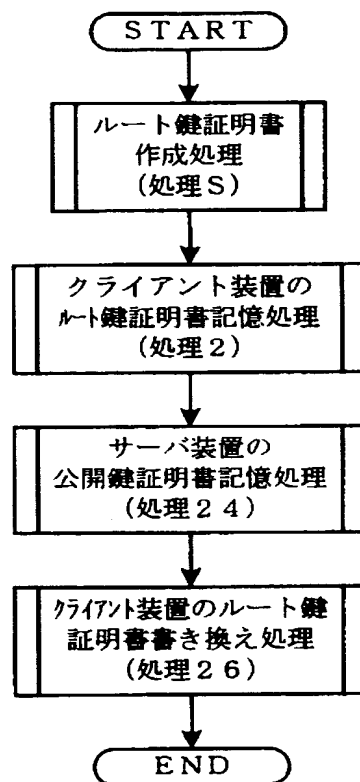 START
ルート鍵証明書
作成処理
(処理S)
クライアント装置の
ルート鍵証明書記憶処理
(処理2)
サーバ装置の
公開鍵証明書記憶処理
(処理24)
クライアント装置のルート鍵
証明書書き換え処理
(処理26)
END